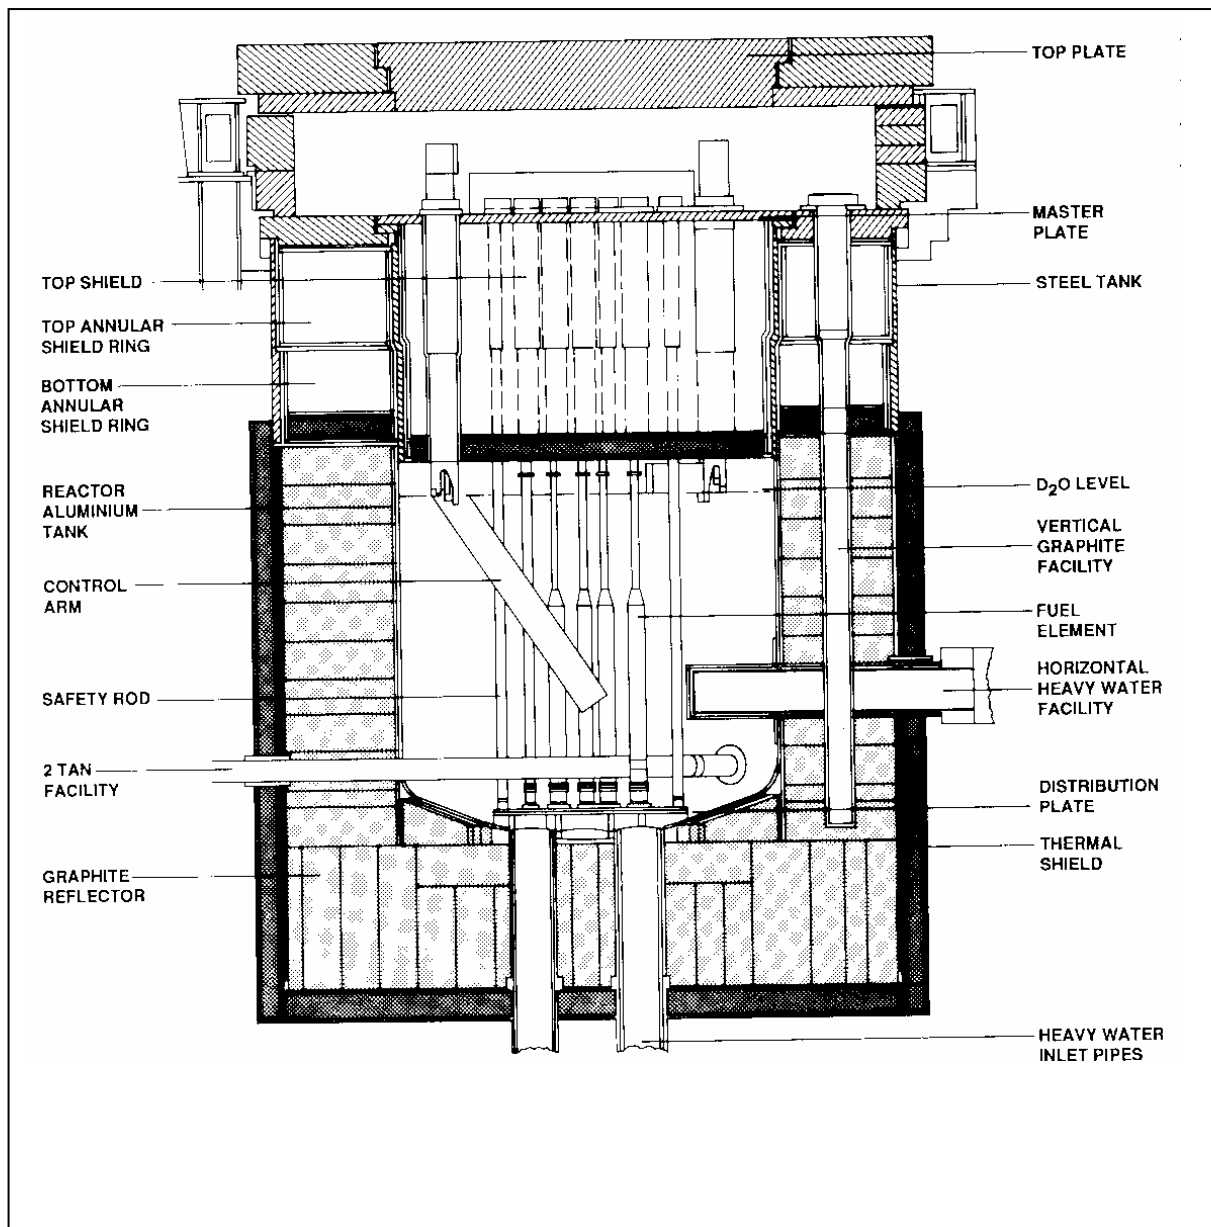 TOP PLATE
MASTER
PLATE
TOP SHIELD
STEEL TANK
TOP ANNULAR
SHIELD RING
BOTTOM
ANNULAR
SHIELD RING
REACTOR
ALUMINIUM
TANK
D₂O LEVEL
VERTICAL
GRAPHITE
FACILITY
CONTROL
ARM
FUEL
ELEMENT
SAFETY ROD
HORIZONTAL
HEAVY WATER
FACILITY
2 TAN
FACILITY
DISTRIBUTION
PLATE
THERMAL
SHIELD
GRAPHITE
REFLECTOR
HEAVY WATER
INLET PIPES